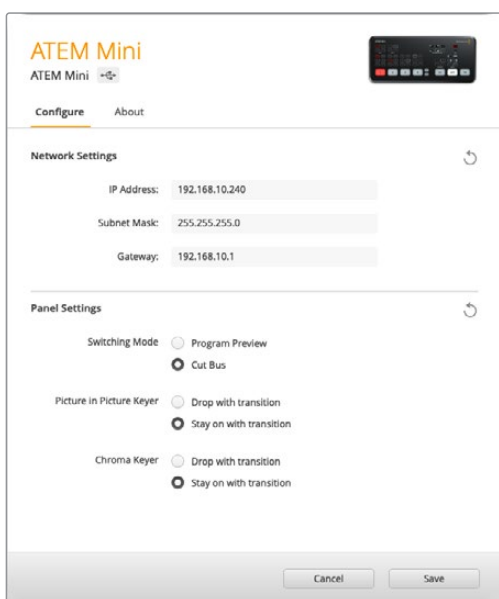 ATEM Mini
ATEM Mini
Configure About
Network Settings
IP Address: 192.168.10.240
Subnet Mask: 255.255.255.0
Gateway: 192.168.10.1
Panel Settings
Switching Mode Program Preview
Cut Bus
Picture in Picture Keyer Drop with transition
Stay on with transition
Chroma Keyer Drop with transition
Stay on with transition
Cancel Save